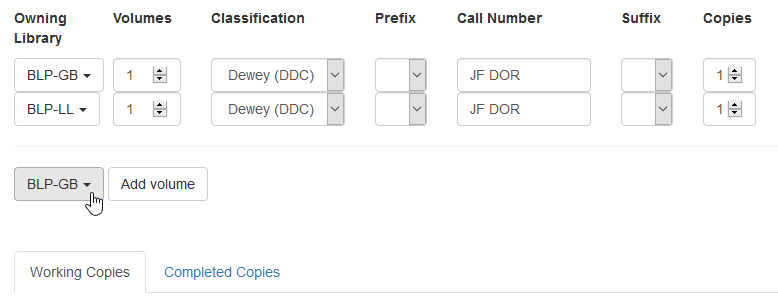 Owning Library Volumes Classification Prefix Call Number Suffix Copies
BLP-GB 1 Dewey (DDC) JF DOR 1
BLP-LL 1 Dewey (DDC) JF DOR 1
BLP-GB Add volume
Working Copies Completed Copies